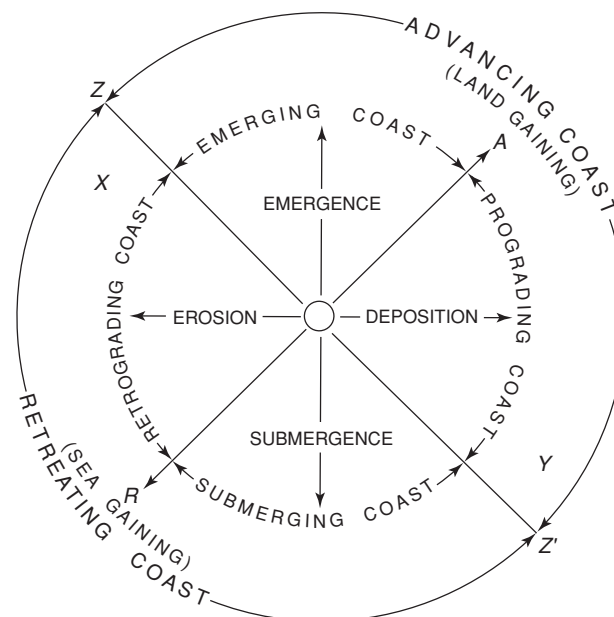 ADVANCING COAST
(LAND GAINING)
Z
EMERGING COAST
A
X
EMERGENCE
RETROGRADING COAST
PROGRADING COAST
EROSION
DEPOSITION
SUBMERGENCE
Y
R
SUBMERGING COAST
(SEA GAINING)
RETREATING COAST
Z'